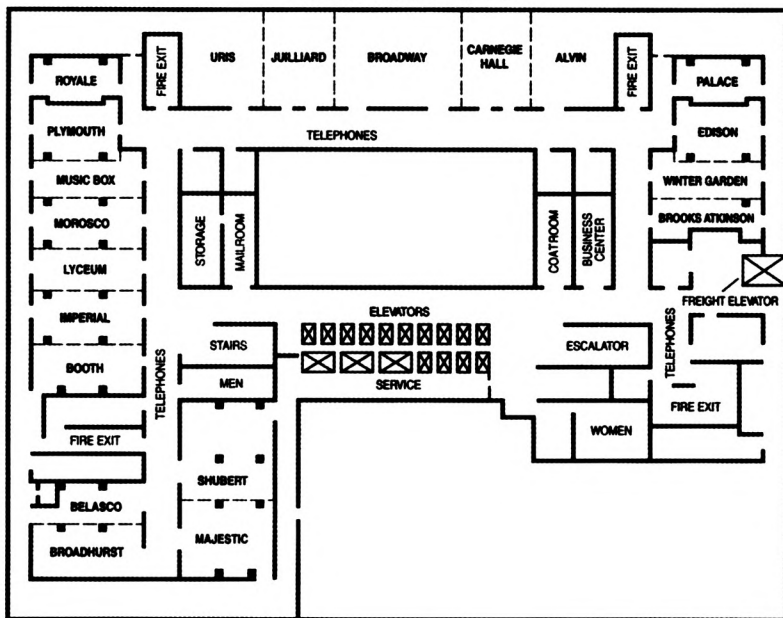 FIRE EXIT
URIS
JUILLIARD
BROADWAY
CARNEGIE
HALL
ALVIN
FIRE EXIT
ROYALE
PALACE
PLYMOUTH
TELEPHONES
EDISON
MUSIC BOX
WINTER GARDEN
MOROSCO
STORAGE
MAILROOM
COATROOM
BUSINESS
CENTER
BROOKS ATKINSON
LYCEUM
FREIGHT ELEVATOR
IMPERIAL
ELEVATORS
STAIRS
ESCALATOR
TELEPHONES
BOOTH
TELEPHONES
MEN
SERVICE
FIRE EXIT
FIRE EXIT
WOMEN
SHUBERT
BELASCO
MAJESTIC
BROADHURST